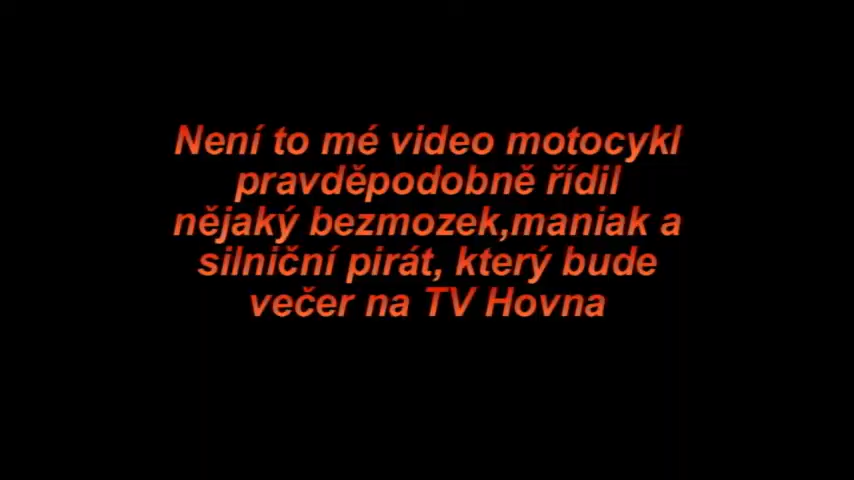 Není to mé video motocykl
pravděpodobně řídil
nějaký bezmozek,maniak a
silniční pirát, který bude
večer na TV Hovna